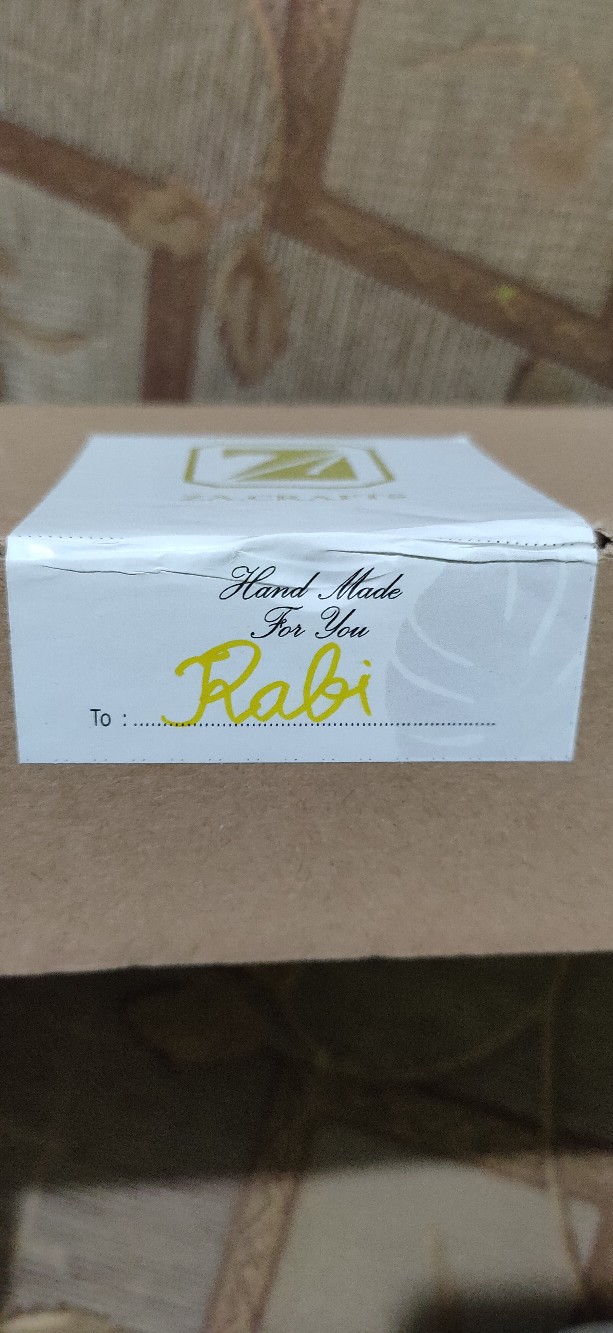 ZA CRAFTS
Hand Made
For You
To : Rabi